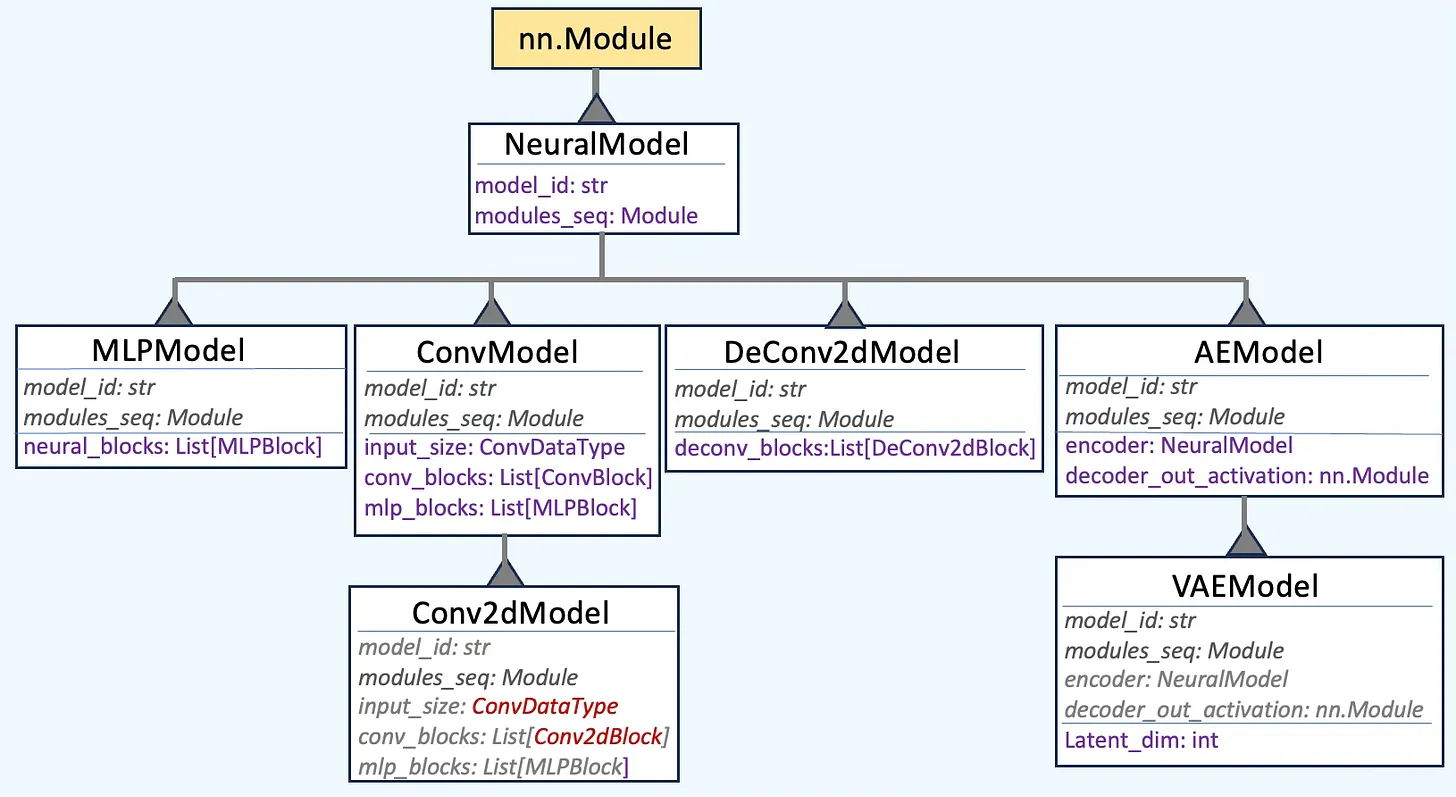 nn.Module
NeuralModel
model_id: str
modules_seq: Module
MLPModel
model_id: str
modules_seq: Module
neural_blocks: List[MLPBlock]
ConvModel
model_id: str
modules_seq: Module
input_size: ConvDataType
conv_blocks: List[ConvBlock]
mlp_blocks: List[MLPBlock]
DeConv2dModel
model_id: str
modules_seq: Module
deconv_blocks:List[DeConv2dBlock]
AEModel
model_id: str
modules_seq: Module
encoder: NeuralModel
decoder_out_activation: nn.Module
Conv2dModel
model_id: str
modules_seq: Module
input_size: ConvDataType
conv_blocks: List[Conv2dBlock]
mlp_blocks: List[MLPBlock]
VAEModel
model_id: str
modules_seq: Module
encoder: NeuralModel
decoder_out_activation: nn.Module
Latent_dim: int